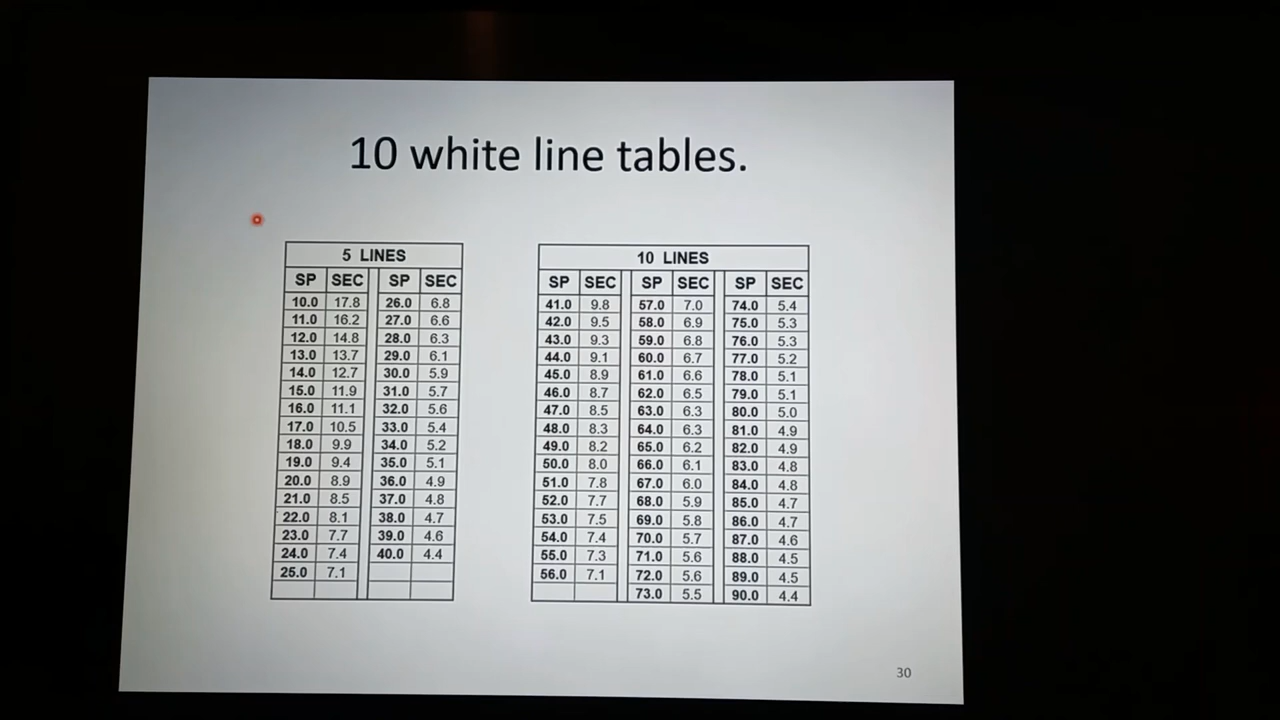 10 white line tables.
5 LINES
SP SEC SP SEC
10.0 17.8 26.0 6.8
11.0 16.2 27.0 6.6
12.0 14.8 28.0 6.3
13.0 13.7 29.0 6.1
14.0 12.7 30.0 5.9
15.0 11.9 31.0 5.7
16.0 11.1 32.0 5.6
17.0 10.5 33.0 5.4
18.0 9.9 34.0 5.2
19.0 9.4 35.0 5.1
20.0 8.9 36.0 4.9
21.0 8.5 37.0 4.8
22.0 8.1 38.0 4.7
23.0 7.7 39.0 4.6
24.0 7.4 40.0 4.4
25.0 7.1
10 LINES
SP SEC SP SEC SP SEC
41.0 9.8 57.0 7.0 74.0 5.4
42.0 9.5 58.0 6.9 75.0 5.3
43.0 9.3 59.0 6.8 76.0 5.3
44.0 9.1 60.0 6.7 77.0 5.2
45.0 8.9 61.0 6.6 78.0 5.1
46.0 8.7 62.0 6.5 79.0 5.1
47.0 8.5 63.0 6.3 80.0 5.0
48.0 8.3 64.0 6.3 81.0 4.9
49.0 8.2 65.0 6.2 82.0 4.9
50.0 8.0 66.0 6.1 83.0 4.8
51.0 7.8 67.0 6.0 84.0 4.8
52.0 7.7 68.0 5.9 85.0 4.7
53.0 7.5 69.0 5.8 86.0 4.7
54.0 7.4 70.0 5.7 87.0 4.6
55.0 7.3 71.0 5.6 88.0 4.5
56.0 7.1 72.0 5.6 89.0 4.5
73.0 5.5 90.0 4.4
30